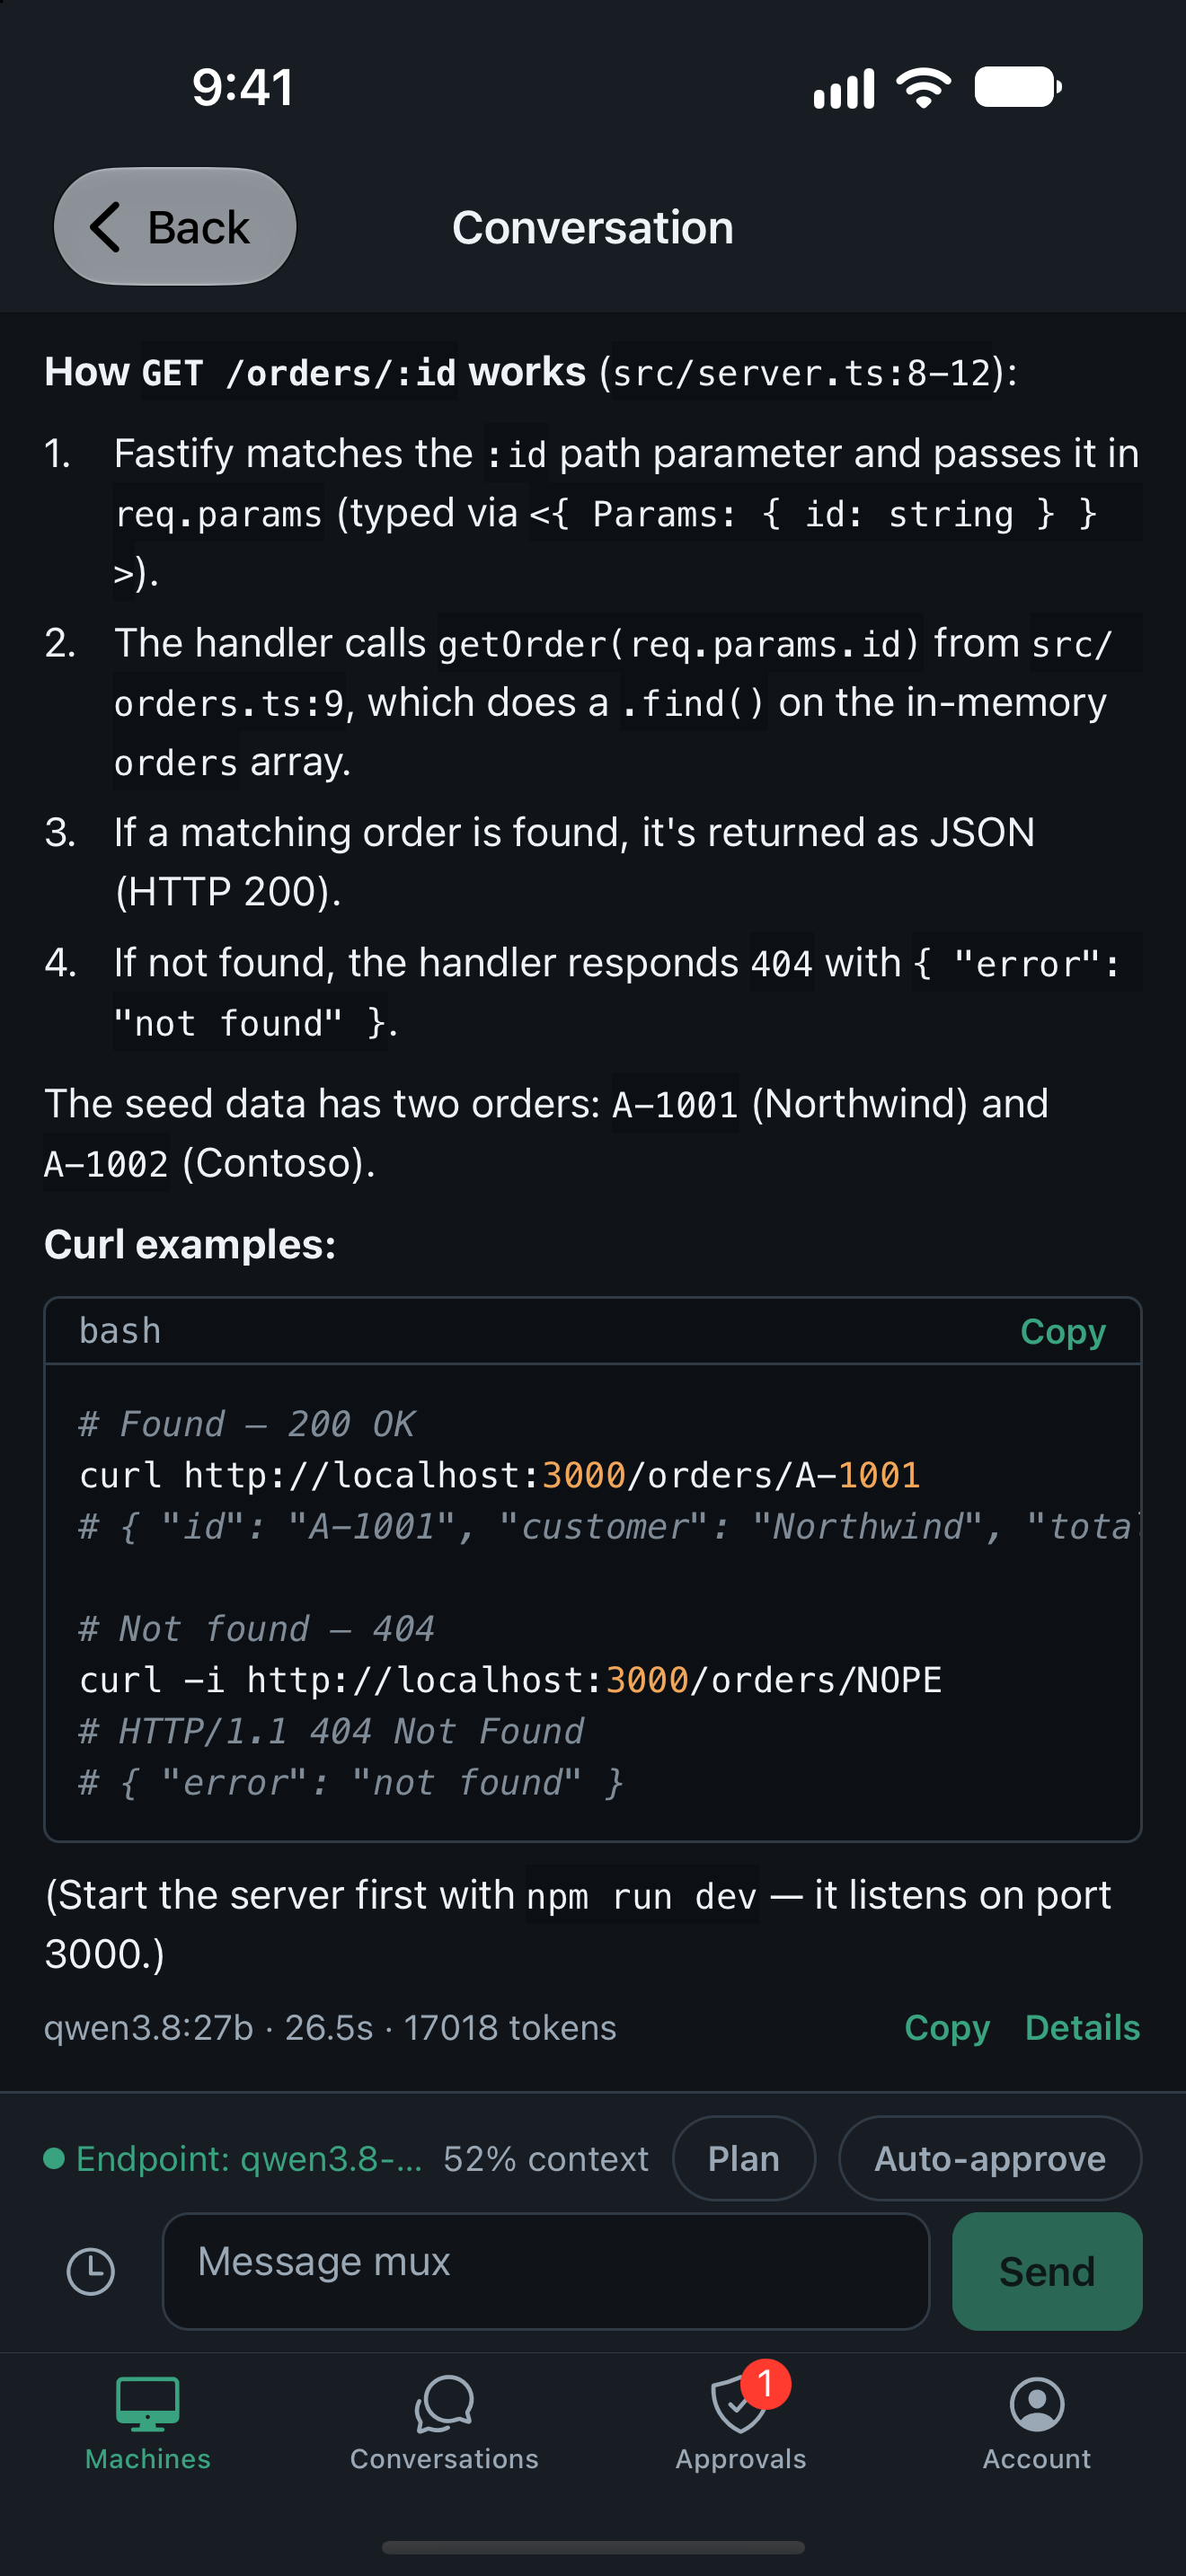 9:41
Back
Conversation
How GET /orders/:id works (src/server.ts:8–12):
1. Fastify matches the :id path parameter and passes it in
req.params (typed via <{ Params: { id: string } }
>).
2. The handler calls getOrder(req.params.id) from src/
orders.ts:9, which does a .find() on the in-memory
orders array.
3. If a matching order is found, it's returned as JSON
(HTTP 200).
4. If not found, the handler responds 404 with { "error":
"not found" }.
The seed data has two orders: A-1001 (Northwind) and
A-1002 (Contoso).
Curl examples:
bash Copy
# Found — 200 OK
curl http://localhost:3000/orders/A-1001
# { "id": "A-1001", "customer": "Northwind", "total
# Not found — 404
curl -i http://localhost:3000/orders/NOPE
# HTTP/1.1 404 Not Found
# { "error": "not found" }
(Start the server first with npm run dev — it listens on port
3000.)
qwen3.8:27b · 26.5s · 17018 tokens Copy Details
Endpoint: qwen3.8-... 52% context Plan Auto-approve
Message mux Send
1
Machines Conversations Approvals Account